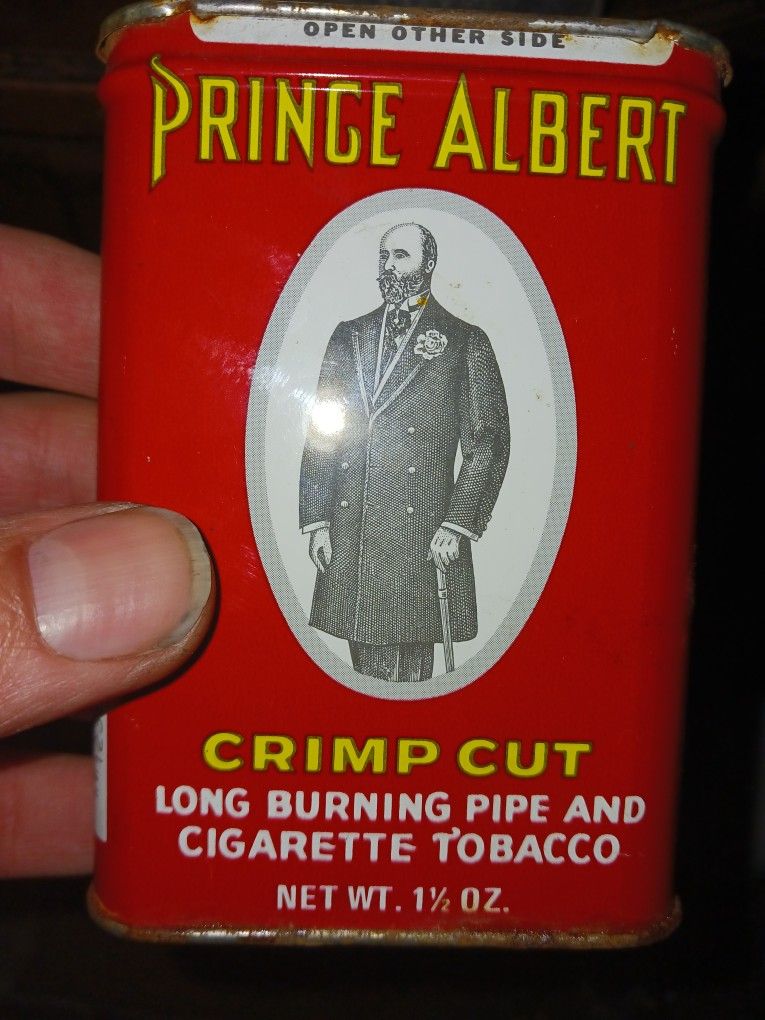 OPEN OTHER SIDE
PRINCE ALBERT
CRIMP CUT
LONG BURNING PIPE AND
CIGARETTE TOBACCO
NET WT. 1½ OZ.